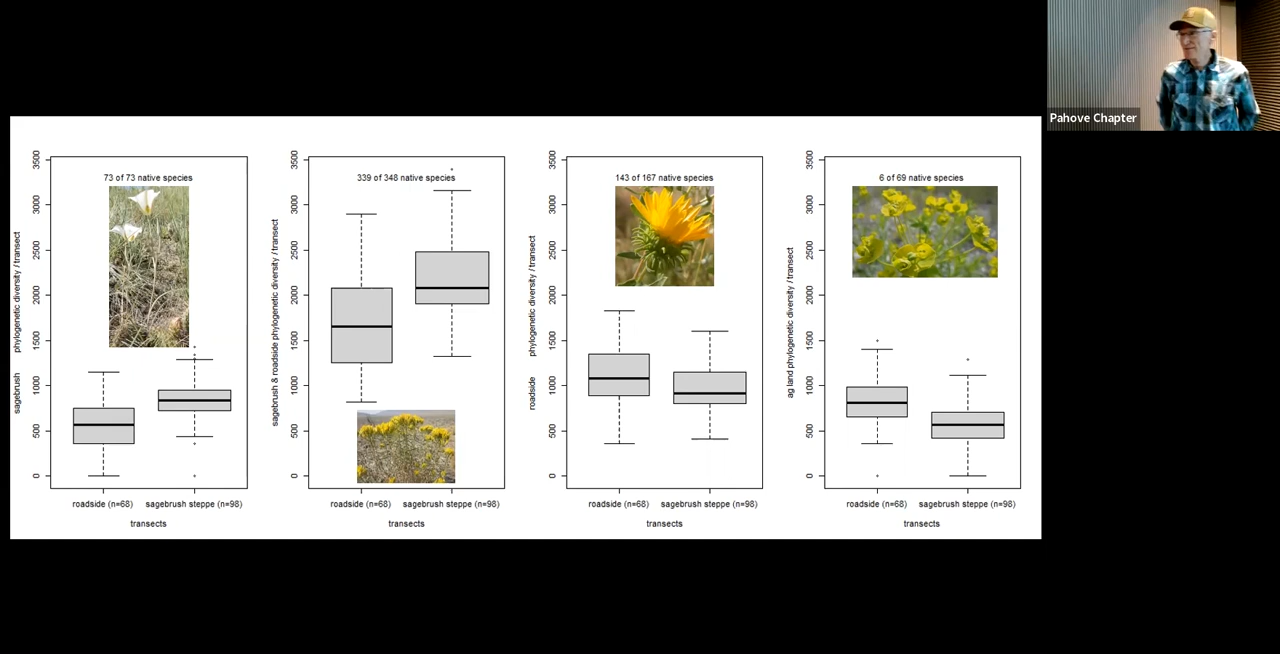 Pahove Chapter
sagebrush phylogenetic diversity / transect
3500
3000
2500
2000
1500
1000
500
0
73 of 73 native species
roadside (n=68) sagebrush steppe (n=98)
transects
sagebrush & roadside phylogenetic diversity / transect
3500
3000
2500
2000
1500
1000
500
0
339 of 348 native species
roadside (n=68) sagebrush steppe (n=98)
transects
roadside phylogenetic diversity / transect
3500
3000
2500
2000
1500
1000
500
0
143 of 167 native species
roadside (n=68) sagebrush steppe (n=98)
transects
ag land phylogenetic diversity / transect
3500
3000
2500
2000
1500
1000
500
0
6 of 69 native species
roadside (n=68) sagebrush steppe (n=98)
transects